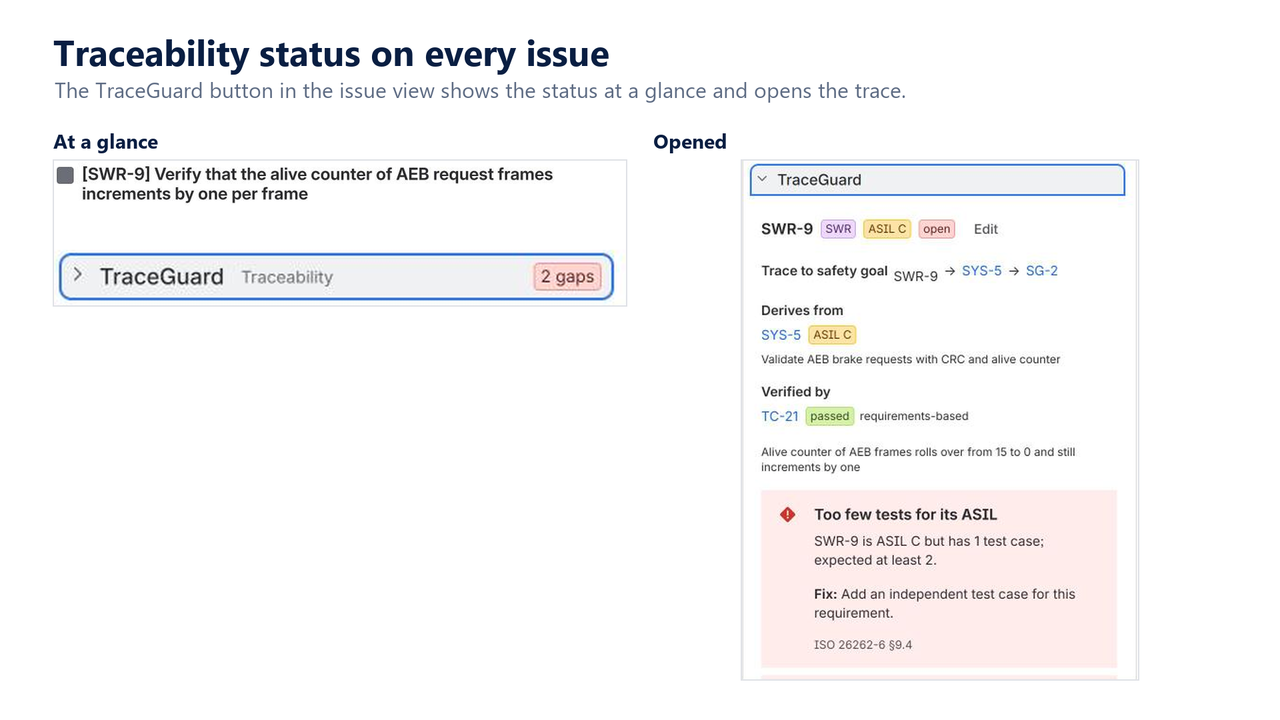 Traceability status on every issue
The TraceGuard button in the issue view shows the status at a glance and opens the trace.
At a glance
[SWR-9] Verify that the alive counter of AEB request frames
increments by one per frame
TraceGuard Traceability 2 gaps
Opened
TraceGuard
SWR-9 SWR ASIL C open Edit
Trace to safety goal SWR-9 → SYS-5 → SG-2
Derives from
SYS-5 ASIL C
Validate AEB brake requests with CRC and alive counter
Verified by
TC-21 passed requirements-based
Alive counter of AEB frames rolls over from 15 to 0 and still
increments by one
Too few tests for its ASIL
SWR-9 is ASIL C but has 1 test case;
expected at least 2.
Fix: Add an independent test case for this
requirement.
ISO 26262-6 §9.4